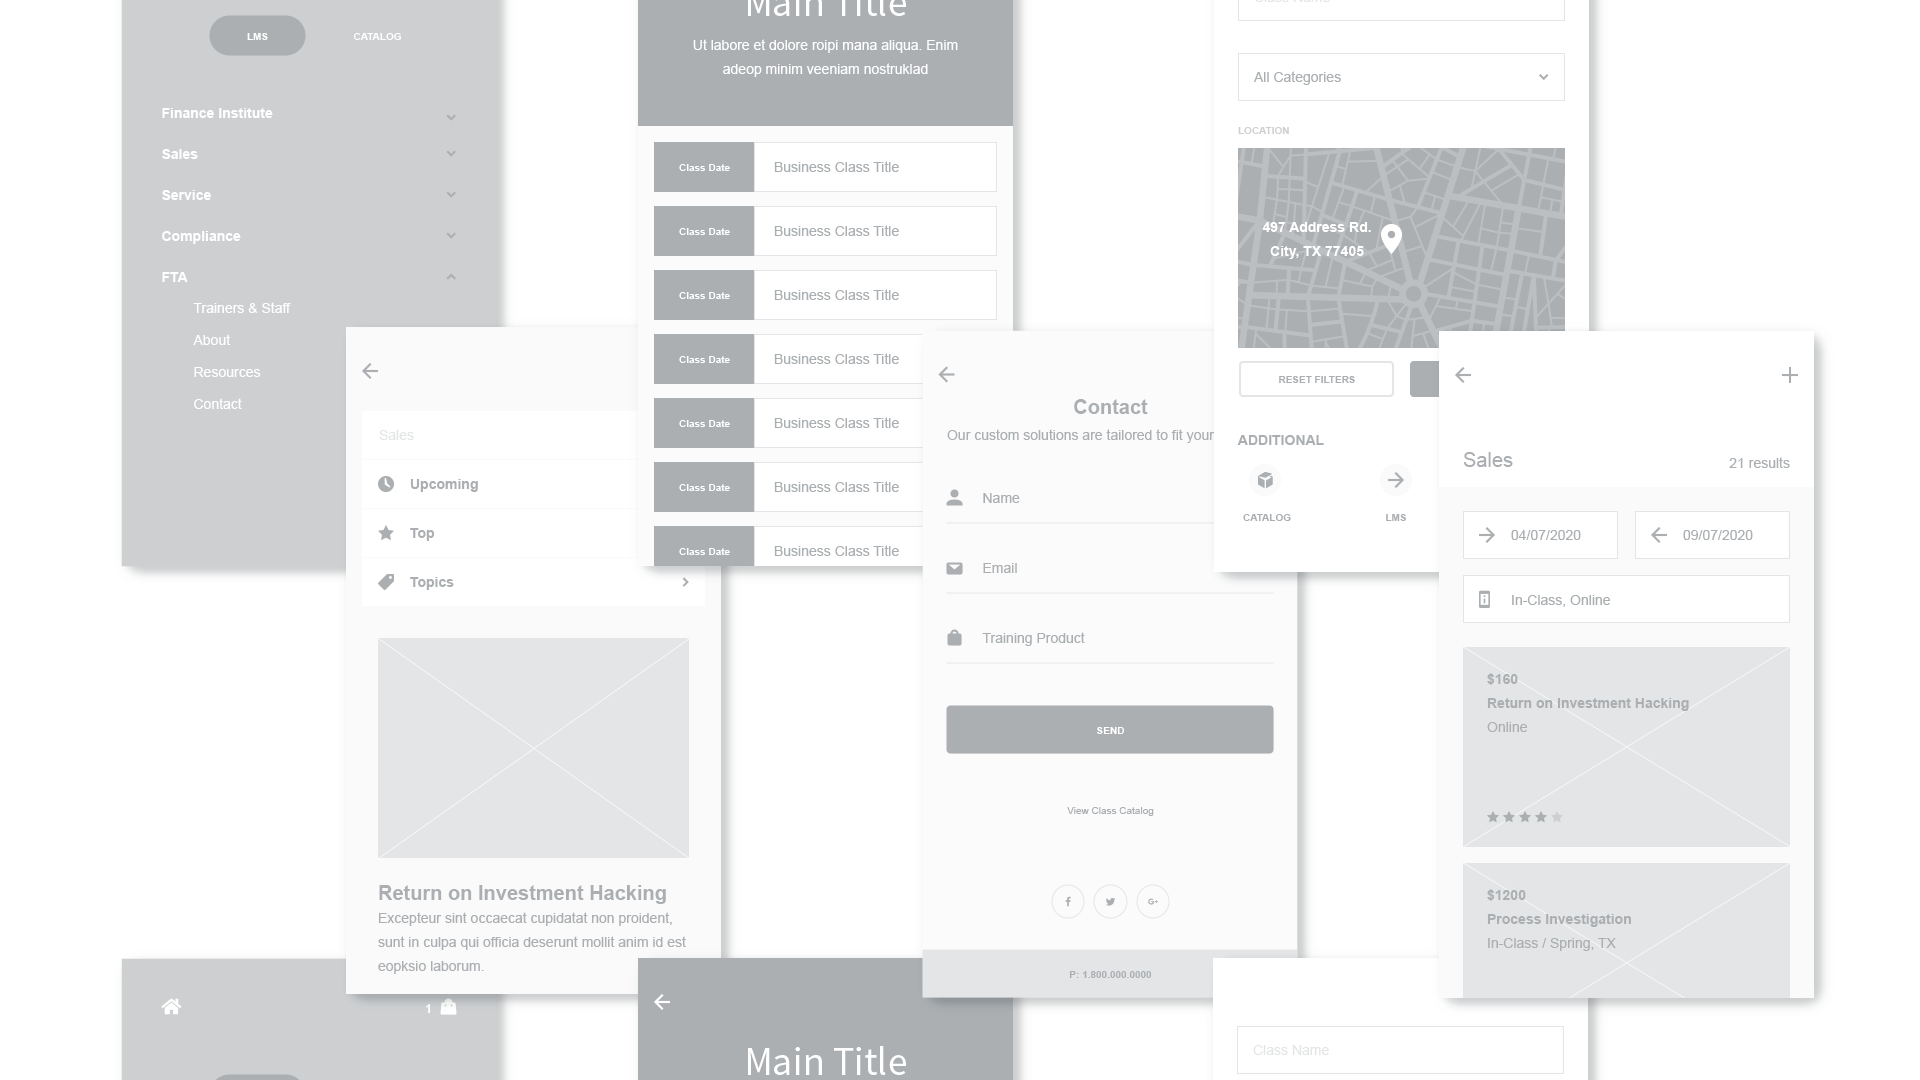 LMS
CATALOG
Finance Institute
Sales
Service
Compliance
FTA
Trainers & Staff
About
Resources
Contact
Main Title
Ut labore et dolore roipi mana aliqua. Enim
adeop minim veeniam nostruklad
Class Date Business Class Title
Class Date Business Class Title
Class Date Business Class Title
Class Date Business Class Title
Class Date Business Class Title
Class Date Business Class Title
Class Date Business Class Title
Class Name
All Categories
LOCATION
497 Address Rd.
City, TX 77405
RESET FILTERS
ADDITIONAL
CATALOG
LMS
Sales
Upcoming
Top
Topics
Return on Investment Hacking
Excepteur sint occaecat cupidatat non proident,
sunt in culpa qui officia deserunt mollit anim id est
eopksio laborum.
Contact
Our custom solutions are tailored to fit your
Name
Email
Training Product
SEND
View Class Catalog
P: 1.800.000.0000
Sales
21 results
04/07/2020
09/07/2020
In-Class, Online
$160
Return on Investment Hacking
Online
$1200
Process Investigation
In-Class / Spring, TX
1
Main Title
Class Name